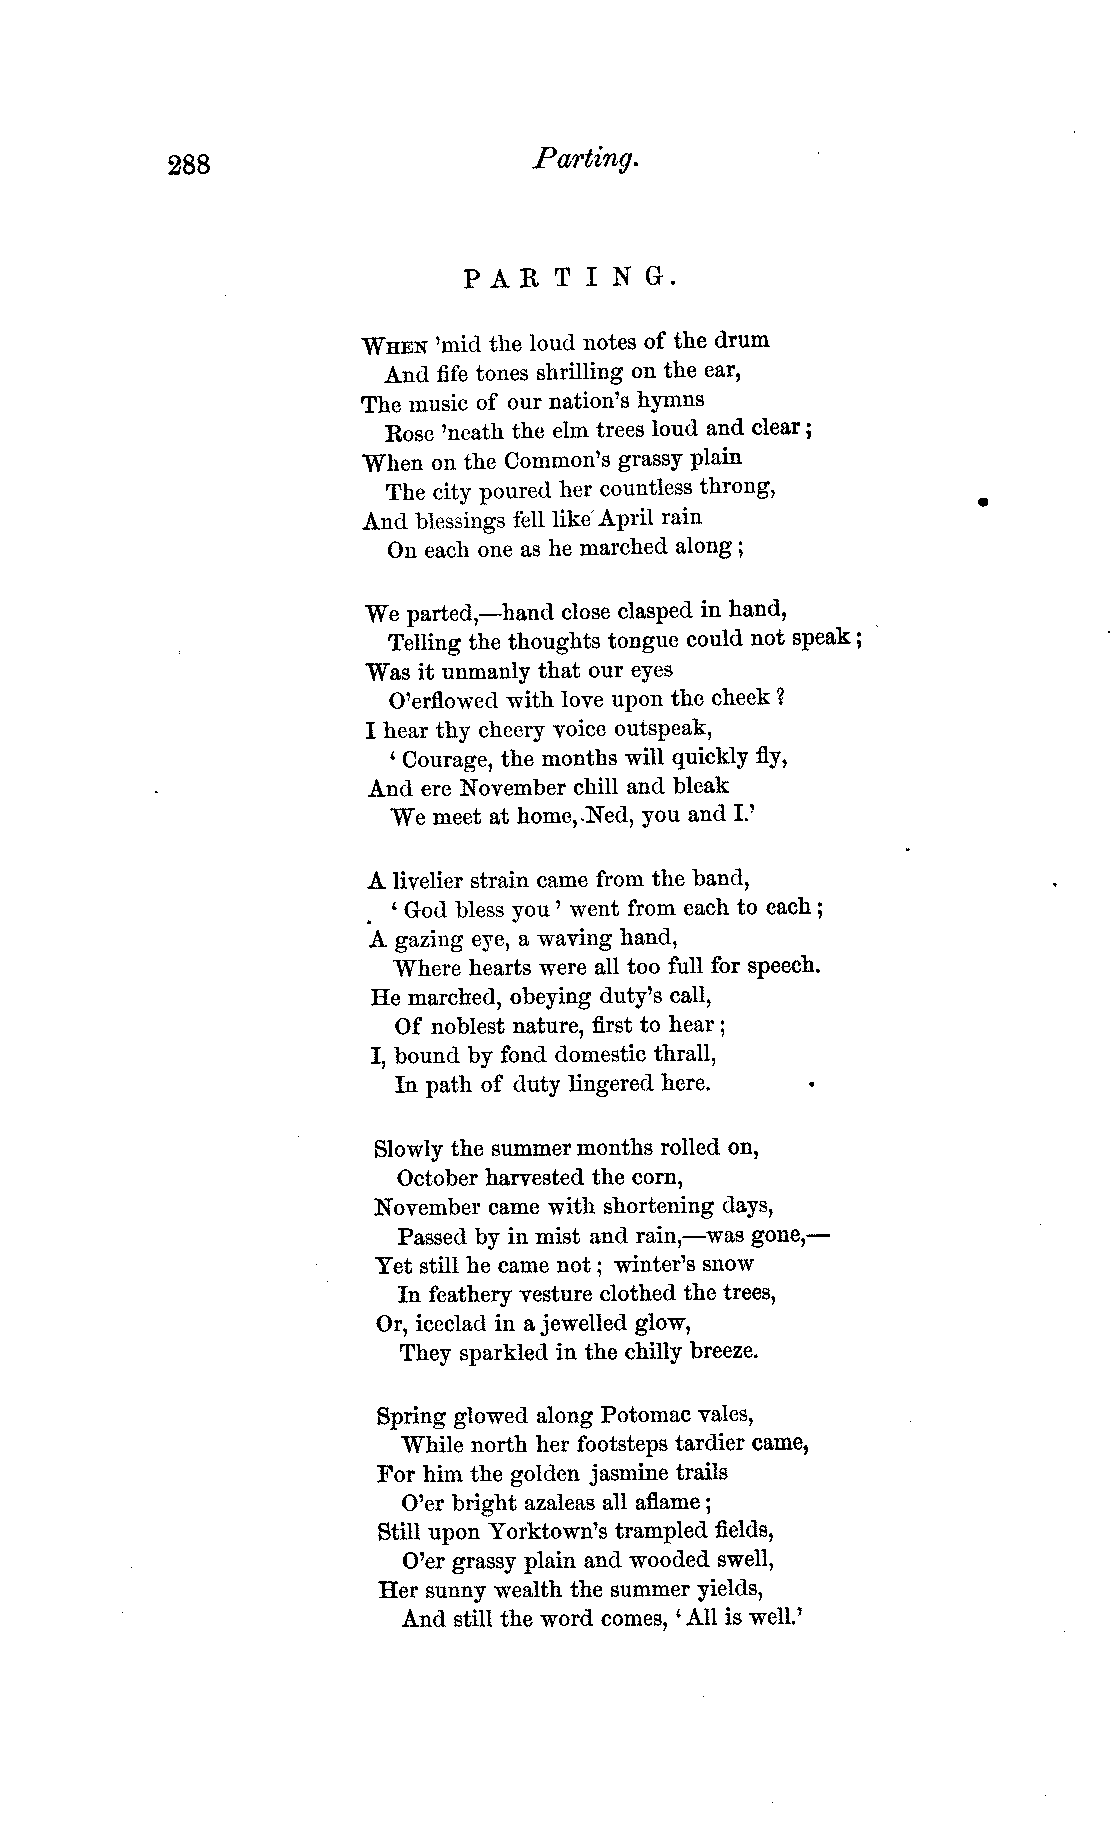 288
Parting.
PARTING.
WHEN 'mid the loud notes of the drum
And fife tones shrilling on the ear,
The music of our nation's hymns
Rose 'neath the elm trees loud and clear;
When on the Common's grassy plain
The city poured her countless throng,
And blessings fell like April rain
On each one as he marched along;
We parted,—hand close clasped in hand,
Telling the thoughts tongue could not speak;
Was it unmanly that our eyes
O'erflowed with love upon the cheek?
I hear thy cheery voice outspeak,
'Courage, the months will quickly fly,
And ere November chill and bleak
We meet at home, Ned, you and I.'
A livelier strain came from the band,
'God bless you' went from each to each;
A gazing eye, a waving hand,
Where hearts were all too full for speech.
He marched, obeying duty's call,
Of noblest nature, first to hear;
I, bound by fond domestic thrall,
In path of duty lingered here.
Slowly the summer months rolled on,
October harvested the corn,
November came with shortening days,
Passed by in mist and rain,—was gone,—
Yet still he came not; winter's snow
In feathery vesture clothed the trees,
Or, iceclad in a jewelled glow,
They sparkled in the chilly breeze.
Spring glowed along Potomac vales,
While north her footsteps tardier came,
For him the golden jasmine trails
O'er bright azaleas all aflame;
Still upon Yorktown's trampled fields,
O'er grassy plain and wooded swell,
Her sunny wealth the summer yields,
And still the word comes, 'All is well.'